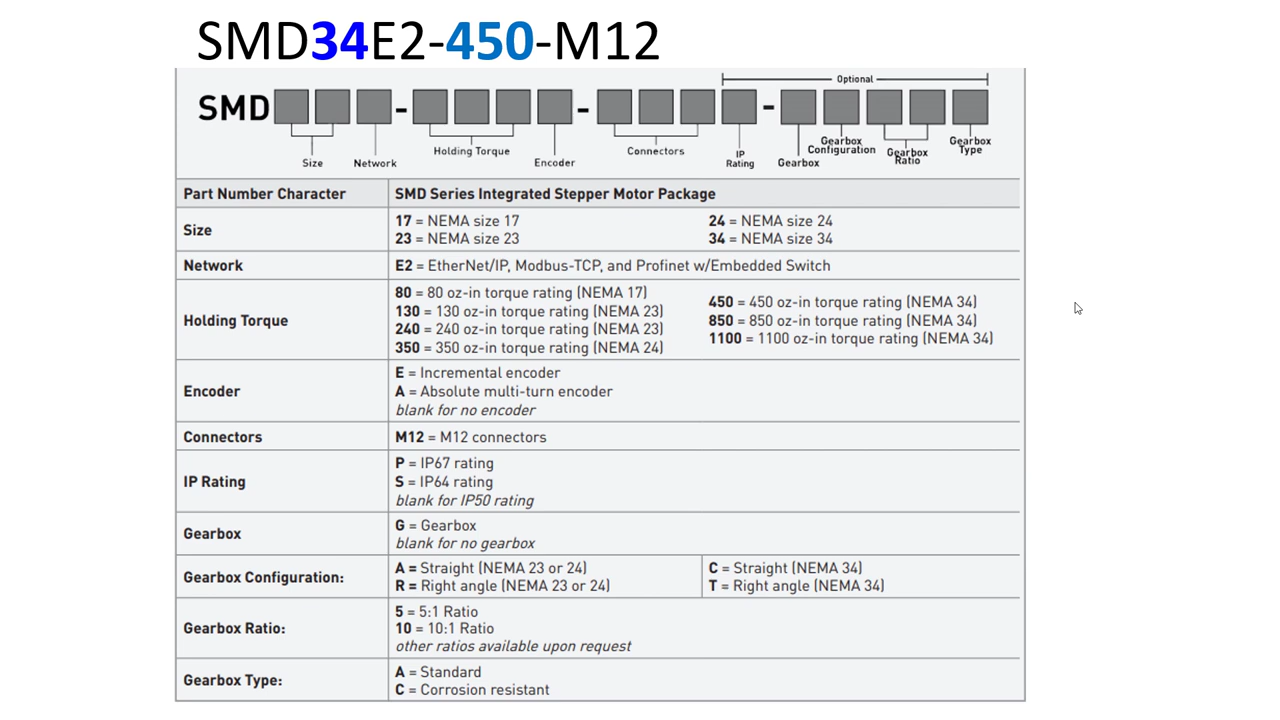 SMD34E2-450-M12
Optional
SMD - - -
Size
Network
Holding Torque
Encoder
Connectors
IP Rating
Gearbox
Gearbox Configuration
Gearbox Ratio
Gearbox Type
Part Number Character SMD Series Integrated Stepper Motor Package
Size
17 = NEMA size 17 24 = NEMA size 24
23 = NEMA size 23 34 = NEMA size 34
Network E2 = EtherNet/IP, Modbus-TCP, and Profinet w/Embedded Switch
Holding Torque
80 = 80 oz-in torque rating (NEMA 17)
130 = 130 oz-in torque rating (NEMA 23)
240 = 240 oz-in torque rating (NEMA 23)
350 = 350 oz-in torque rating (NEMA 24)
450 = 450 oz-in torque rating (NEMA 34)
850 = 850 oz-in torque rating (NEMA 34)
1100 = 1100 oz-in torque rating (NEMA 34)
Encoder
E = Incremental encoder
A = Absolute multi-turn encoder
blank for no encoder
Connectors M12 = M12 connectors
IP Rating
P = IP67 rating
S = IP64 rating
blank for IP50 rating
Gearbox
G = Gearbox
blank for no gearbox
Gearbox Configuration:
A = Straight (NEMA 23 or 24) C = Straight (NEMA 34)
R = Right angle (NEMA 23 or 24) T = Right angle (NEMA 34)
Gearbox Ratio:
5 = 5:1 Ratio
10 = 10:1 Ratio
other ratios available upon request
Gearbox Type:
A = Standard
C = Corrosion resistant